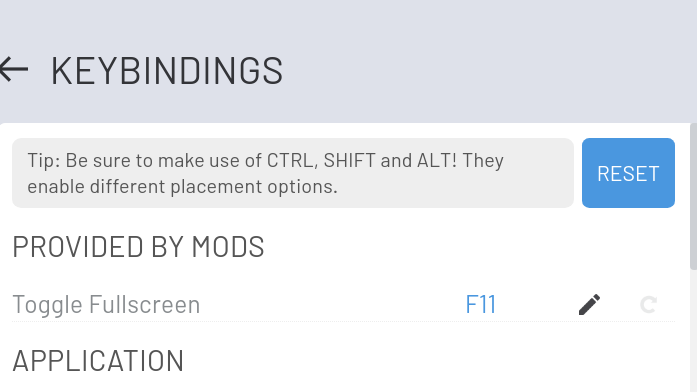 KEYBINDINGS
Tip: Be sure to make use of CTRL, SHIFT and ALT! They
enable different placement options.
RESET
PROVIDED BY MODS
Toggle Fullscreen F11
APPLICATION